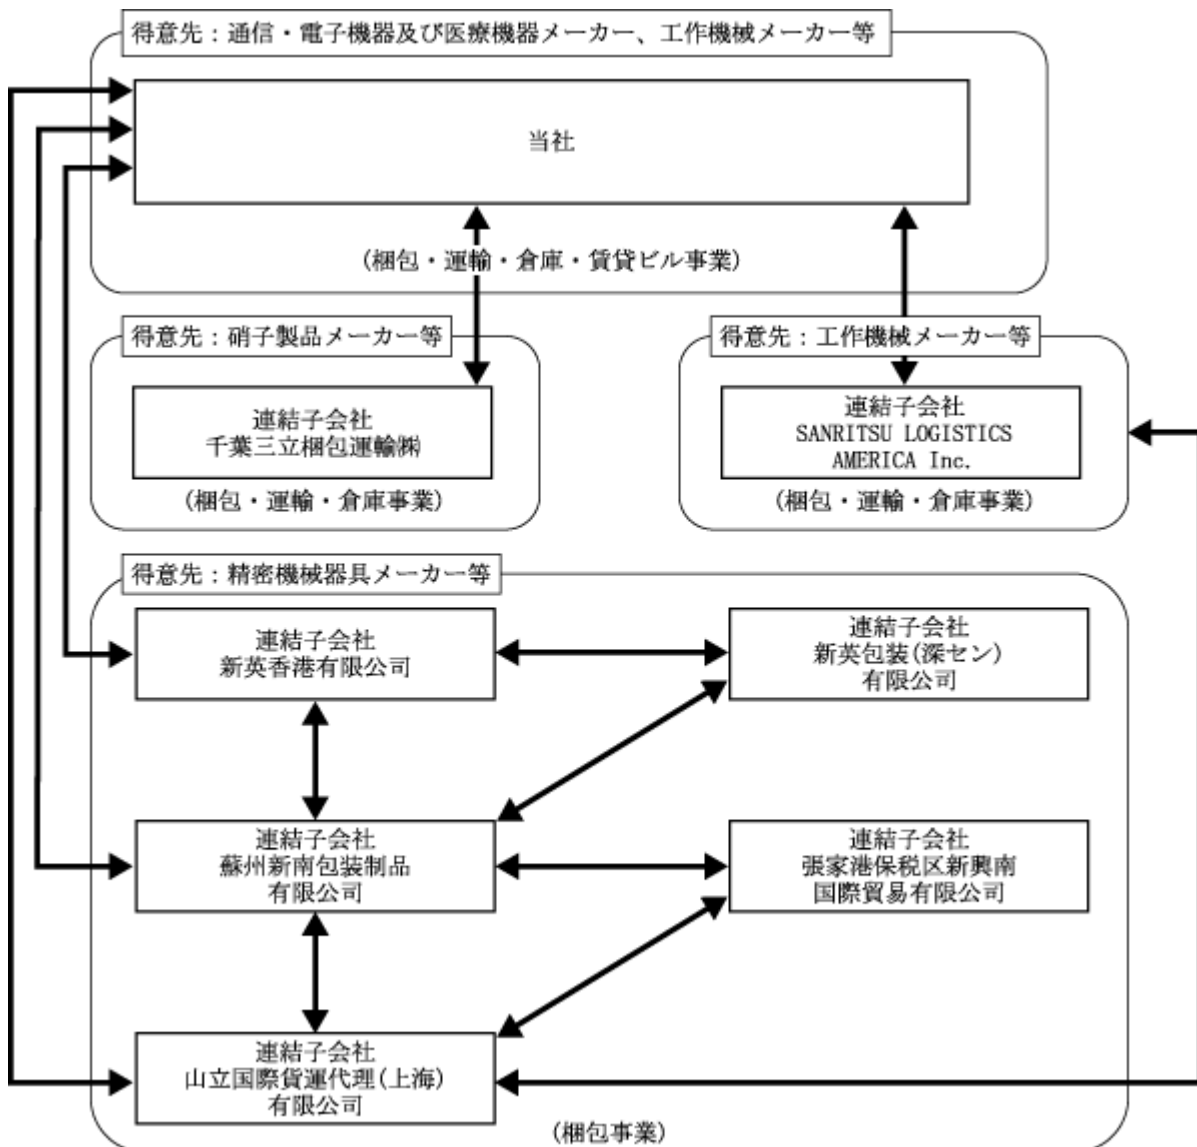 得意先：通信・電子機器及び医療機器メーカー、工作機械メーカー等
当社
(梱包・運輸・倉庫・賃貸ビル事業)
得意先：硝子製品メーカー等
連結子会社
千葉三立梱包運輸㈱
(梱包・運輸・倉庫事業)
得意先：工作機械メーカー等
連結子会社
SANRITSU LOGISTICS
AMERICA Inc.
(梱包・運輸・倉庫事業)
得意先：精密機械器具メーカー等
連結子会社
新英香港有限公司
連結子会社
新英包装(深セン)
有限公司
連結子会社
蘇州新南包装制品
有限公司
連結子会社
張家港保税区新興南
国際貿易有限公司
連結子会社
山立国際貨運代理(上海)
有限公司
(梱包事業)